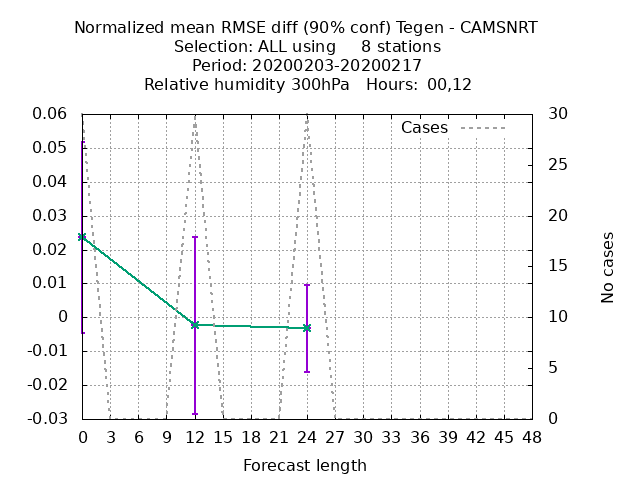 Normalized mean RMSE diff (90% conf) Tegen - CAMSNRT
Selection: ALL using     8 stations
Period: 20200203-20200217
Relative humidity 300hPa   Hours:  00,12
Cases
0.06
0.05
0.04
0.03
0.02
0.01
0
-0.01
-0.02
-0.03
30
25
20
15
10
5
0
No cases
0 3 6 9 12 15 18 21 24 27 30 33 36 39 42 45 48
Forecast length